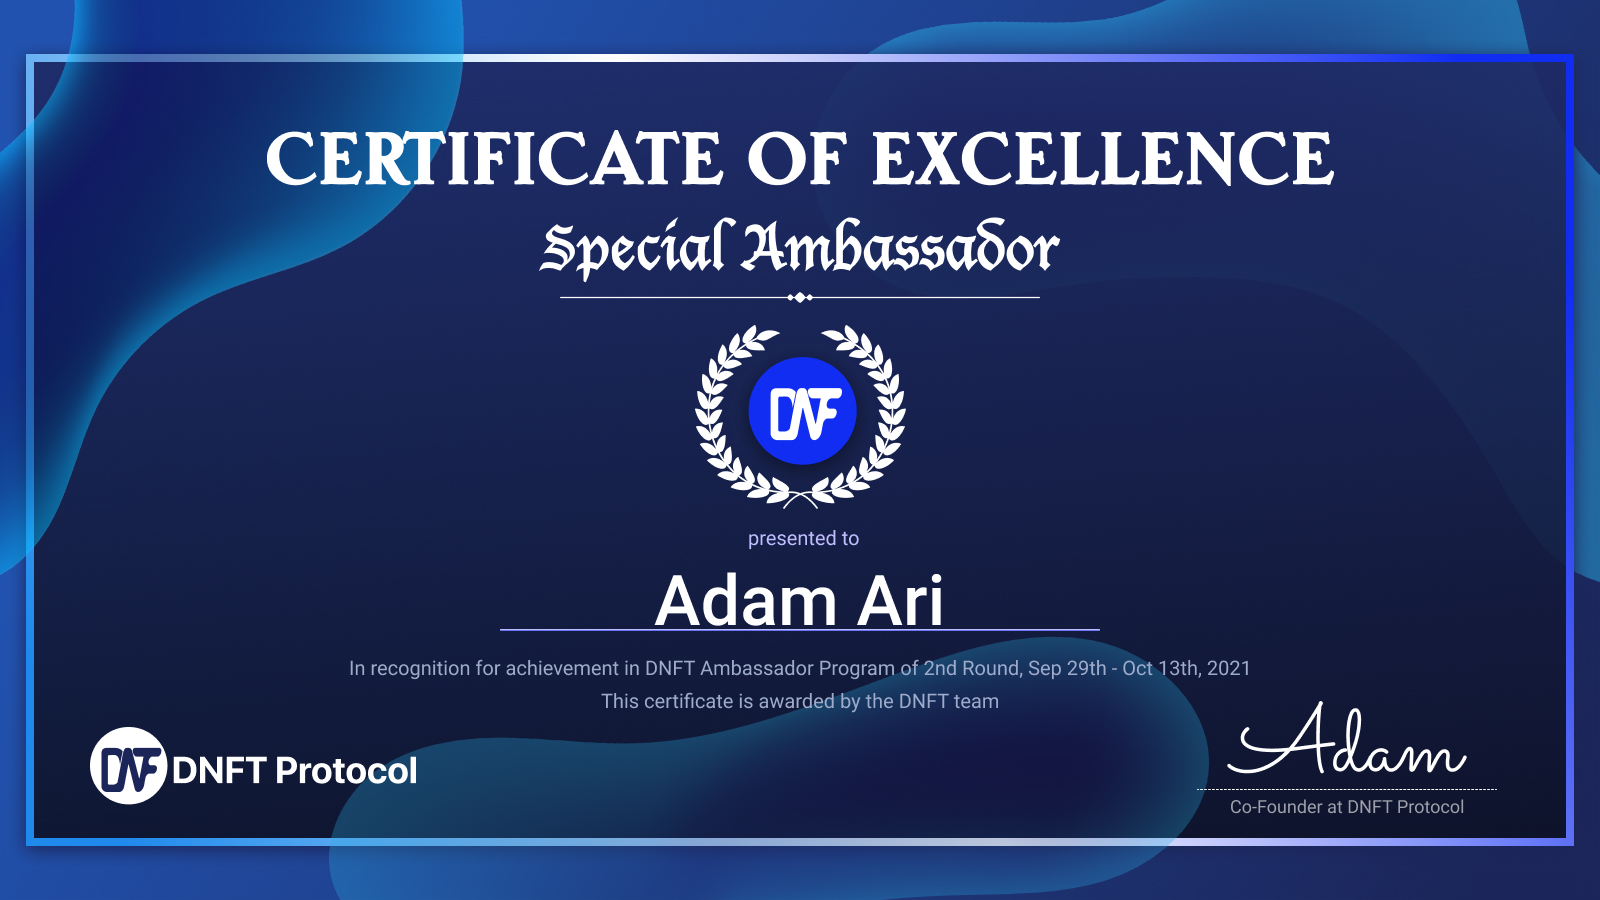 CERTIFICATE OF EXCELLENCE
Special Ambassador
DNF
presented to
Adam Ari
In recognition for achievement in DNFT Ambassador Program of 2nd Round, Sep 29th - Oct 13th, 2021
This certificate is awarded by the DNFT team
DNF DNFT Protocol
Adam
Co-Founder at DNFT Protocol